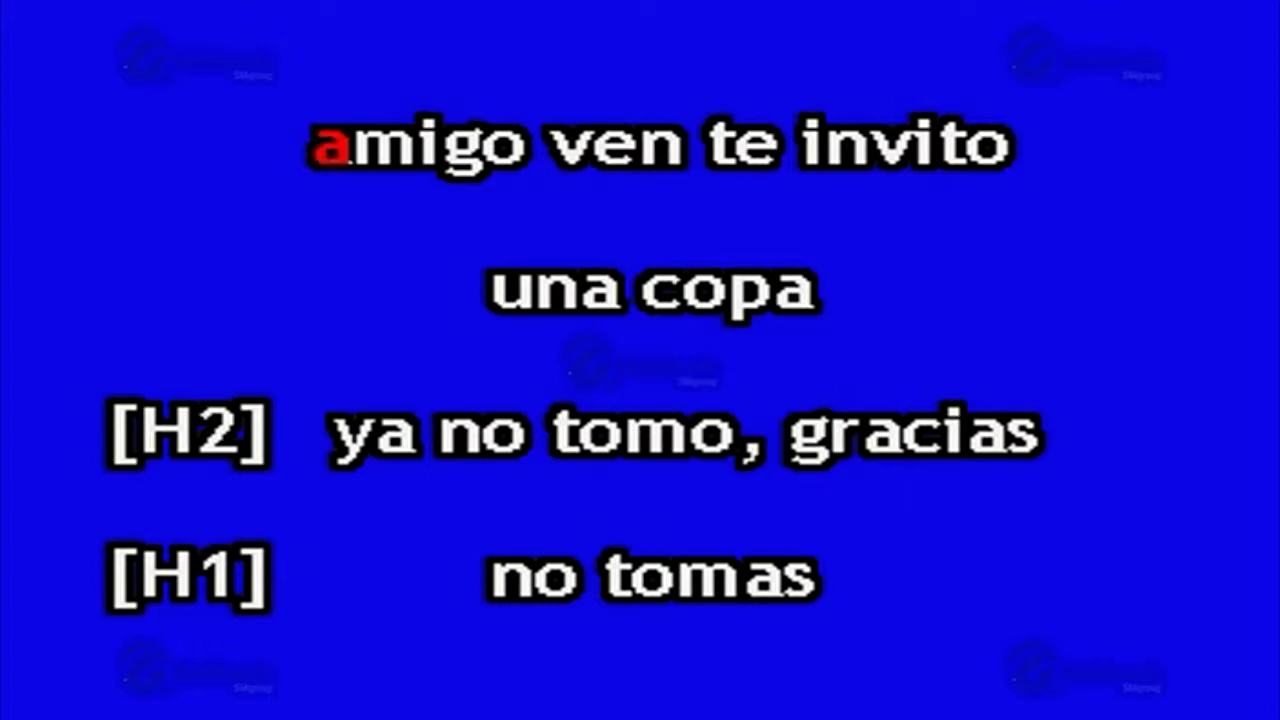 amigo ven te invito
una copa
[H2] ya no tomo, gracias
[H1] no tomas